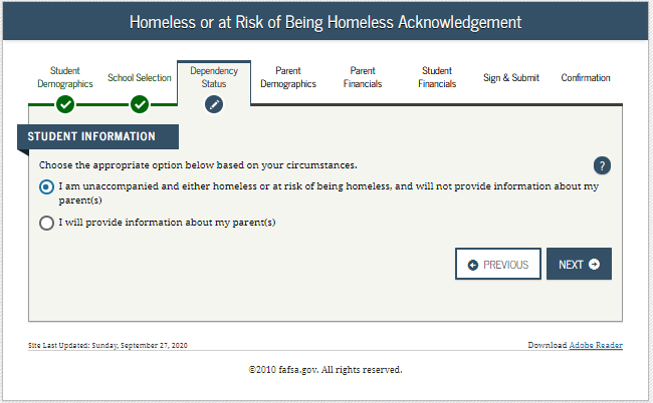 Homeless or at Risk of Being Homeless Acknowledgement
Student
Demographics
School Selection
Dependency
Status
Parent
Demographics
Parent
Financials
Student
Financials
Sign & Submit
Confirmation
STUDENT INFORMATION
Choose the appropriate option below based on your circumstances.
?
I am unaccompanied and either homeless or at risk of being homeless, and will not provide information about my
parent(s)
I will provide information about my parent(s)
PREVIOUS
NEXT
Site Last Updated: Sunday, September 27, 2020
Download Adobe Reader
©2010 fafsa.gov. All rights reserved.